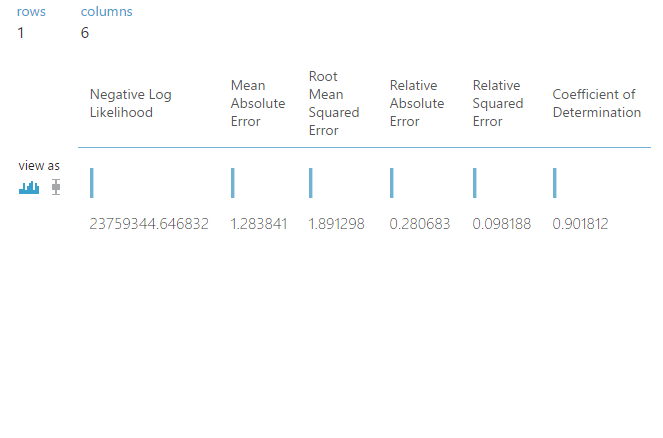 rows
columns
1
6
Negative Log
Likelihood
Mean
Absolute
Error
Root
Mean
Squared
Error
Relative
Absolute
Error
Relative
Squared
Error
Coefficient of
Determination
view as
23759344.646832
1.283841
1.891298
0.280683
0.098188
0.901812